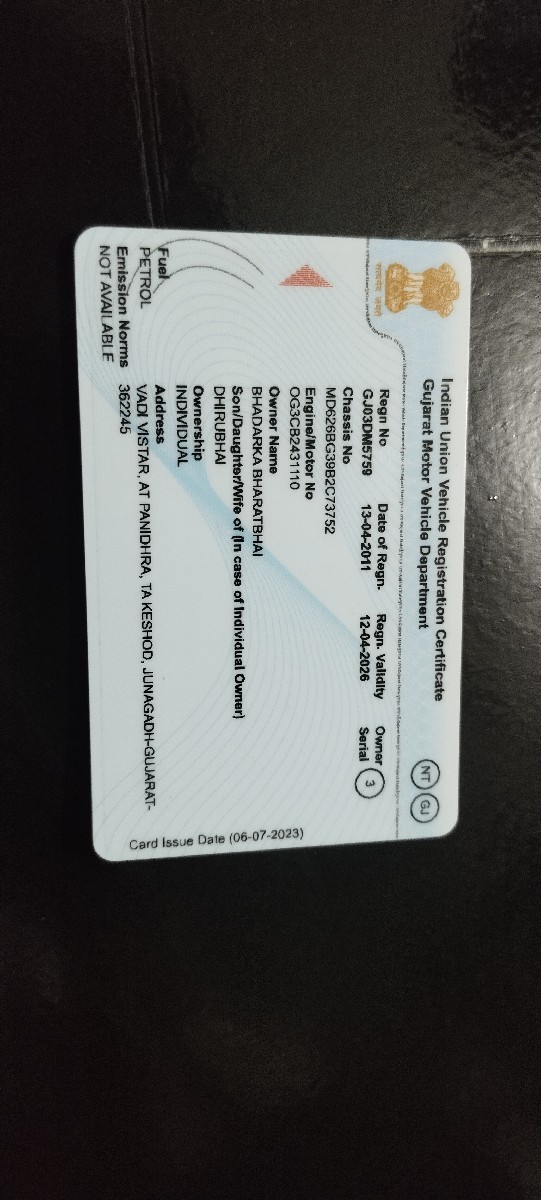 Indian Union Vehicle Registration Certificate
Gujarat Motor Vehicle Department
NT GJ
सत्यमेव जयते
Regn No Date of Regn. Regn. Validity Owner Serial
GJ03DM5759 13-04-2011 12-04-2026 3
Chassis No
MD626BG39B2C73752
Engine/Motor No
OG3CB2431110
Owner Name
BHADARKA BHARATBHAI
Son/Daughter/Wife of (In case of Individual Owner)
DHIRUBHAI
Ownership
INDIVIDUAL
Fuel
PETROL
Emission Norms
NOT AVAILABLE
Address
VADI VISTAR, AT PANIDHRA, TA KESHOD, JUNAGADH-GUJARAT-
362245
Card Issue Date (06-07-2023)